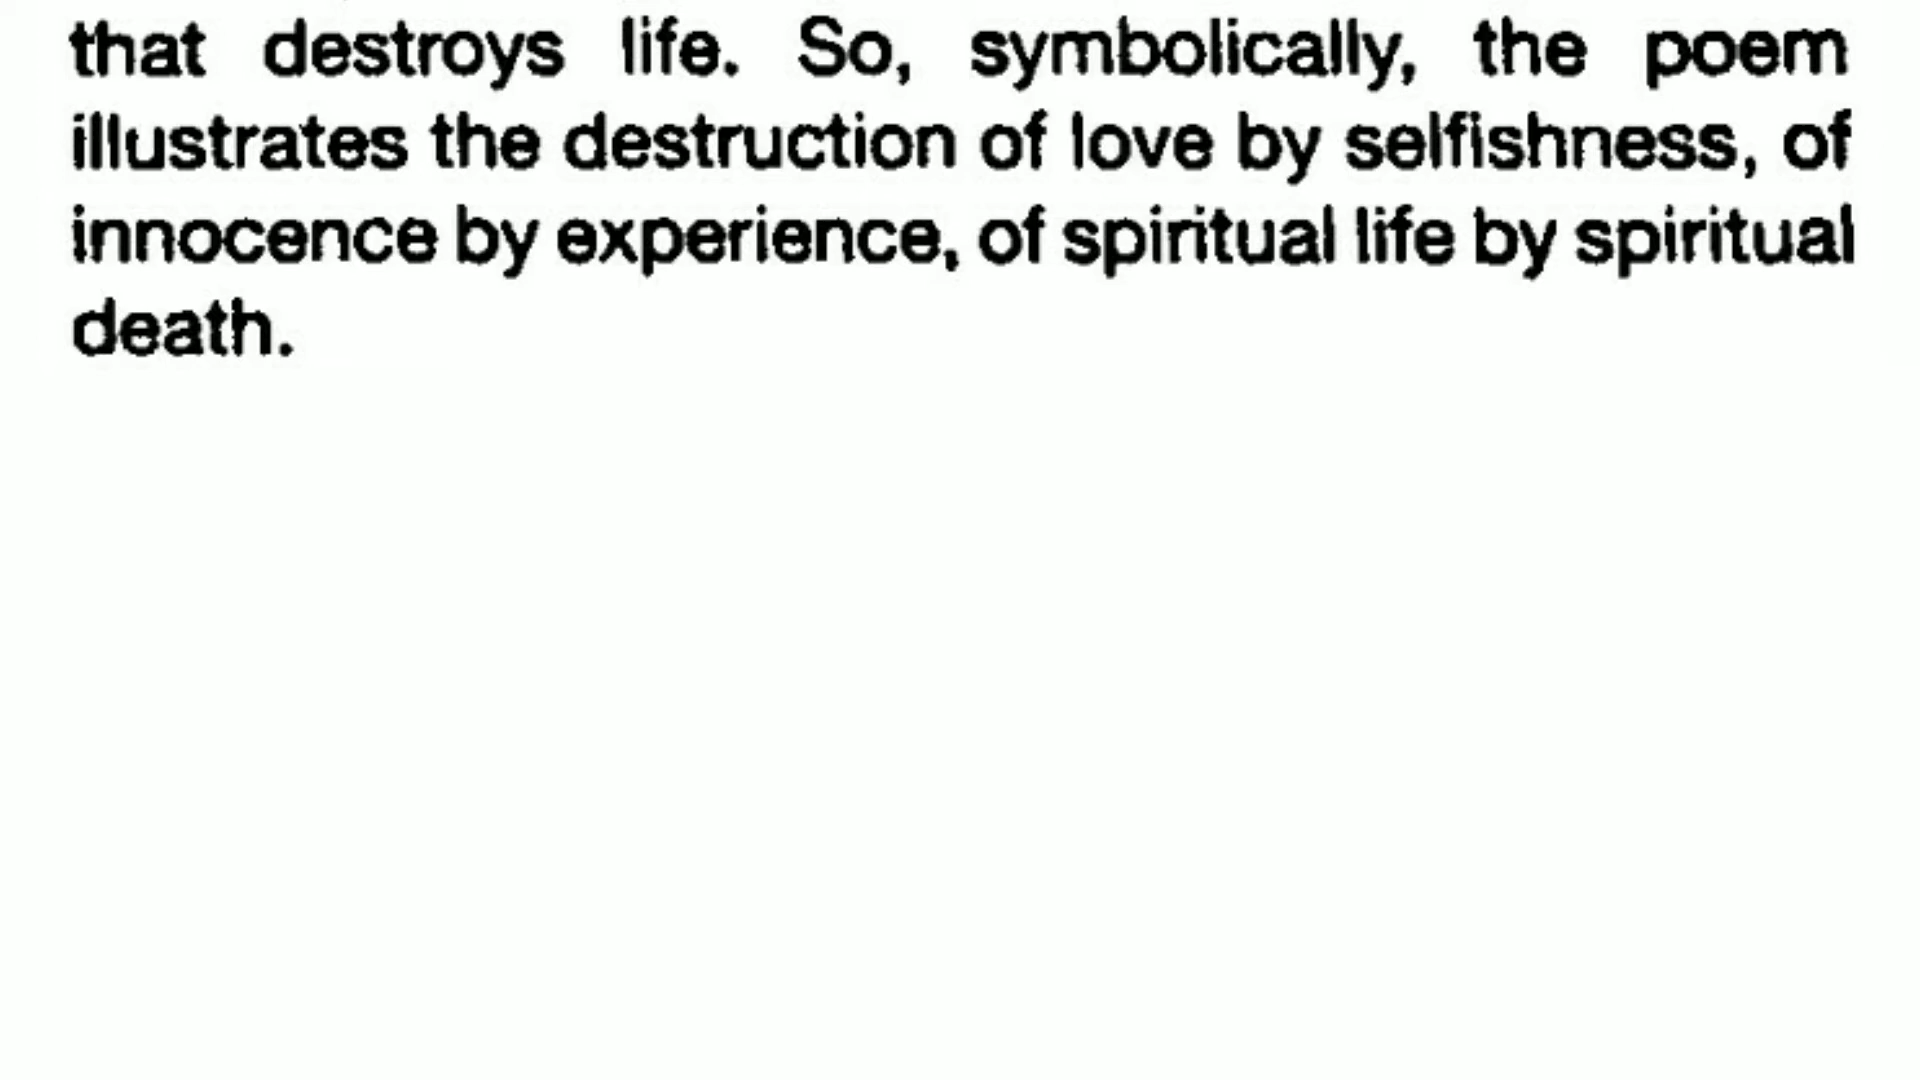 that destroys life. So, symbolically, the poem
illustrates the destruction of love by selfishness, of
innocence by experience, of spiritual life by spiritual
death.